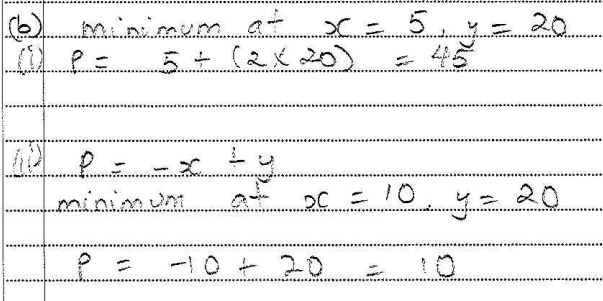 (b) minimum at x = 5, y = 20
(i) P = 5 + (2 × 20) = 45
(ii) P = -x + y
minimum at x = 10, y = 20
P = -10 + 20 = 10